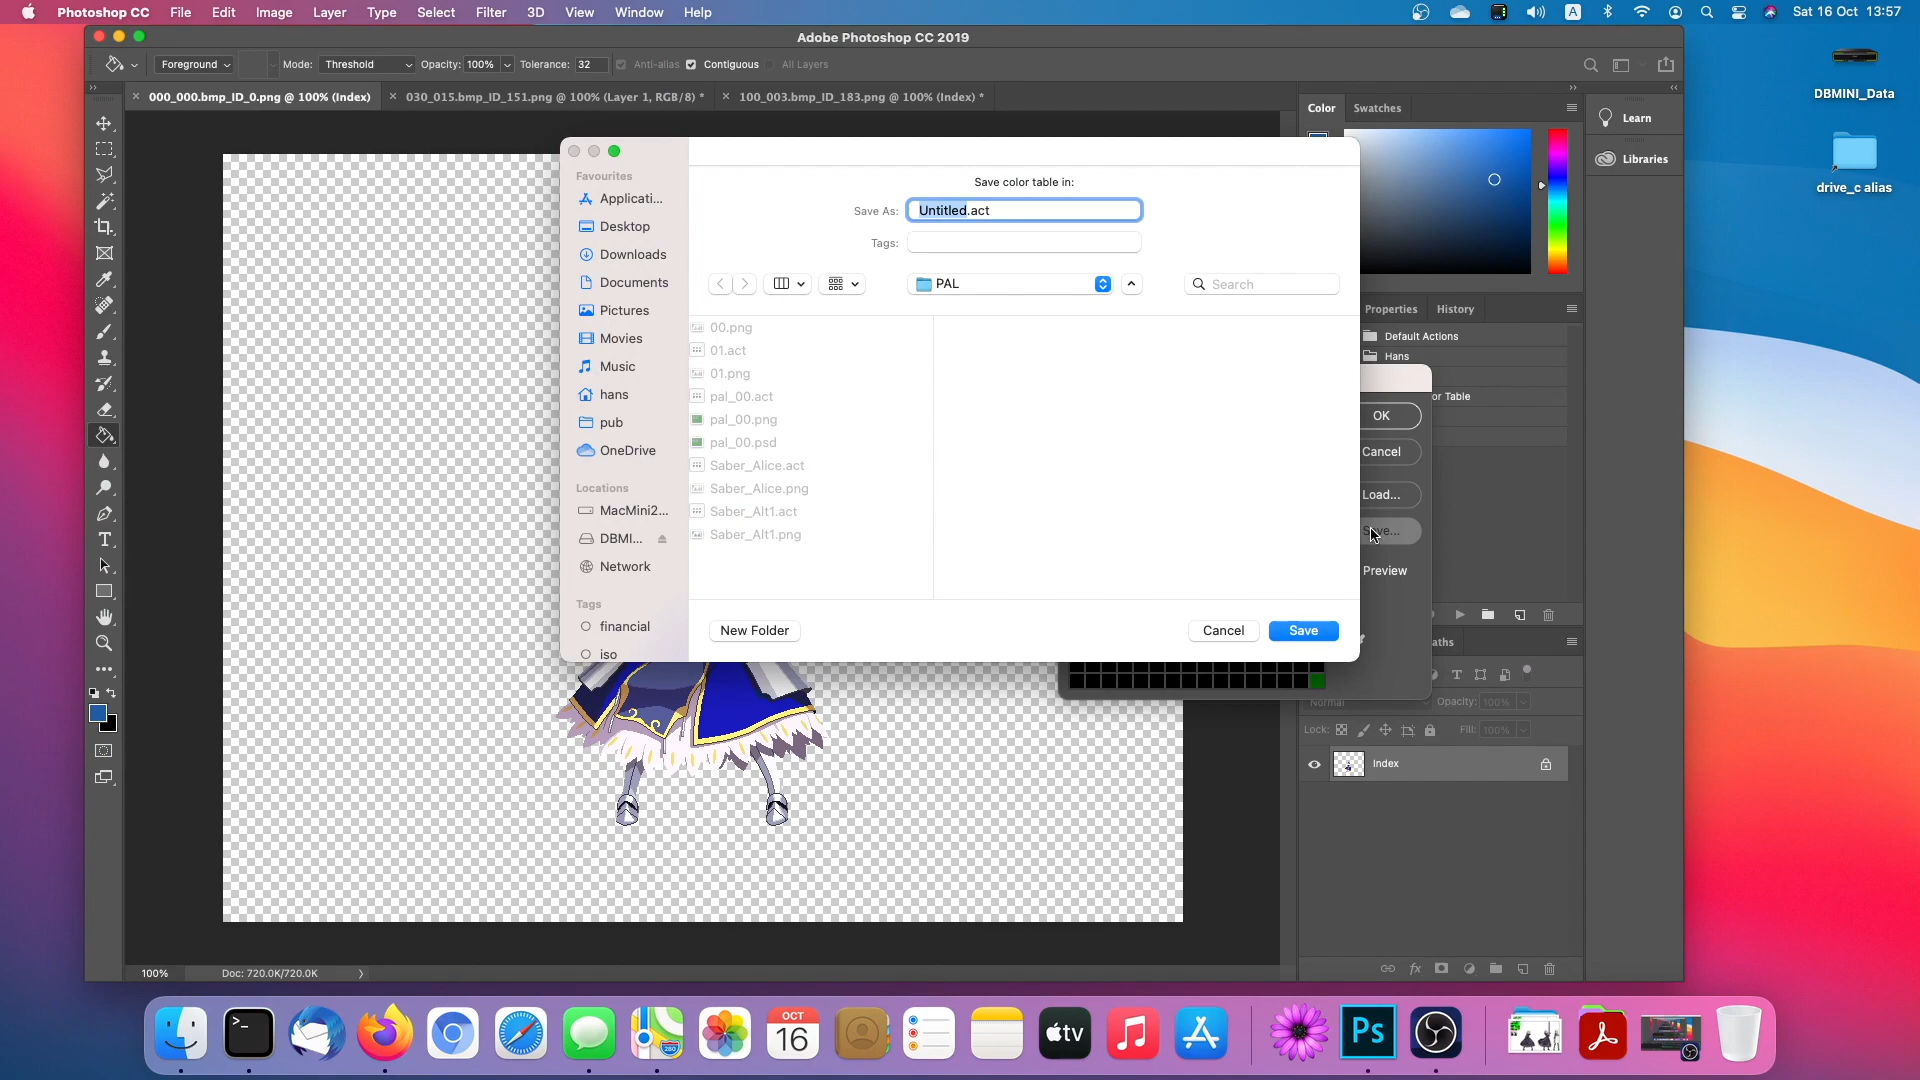 Photoshop CC File Edit Image Layer Type Select Filter 3D View Window Help A Sat 16 Oct 13:57
Adobe Photoshop CC 2019
Foreground Mode: Threshold Opacity: 100% Tolerance: 32 Anti-alias Contiguous All Layers
000_000.bmp_ID_0.png @ 100% (Index) 030_015.bmp_ID_151.png @ 100% (Layer 1, RGB/8) * 100_003.bmp_ID_183.png @ 100% (Index) *
Color Swatches
Learn
Libraries
DBMINI_Data
drive_c alias
Favourites
Applicati...
Desktop
Downloads
Documents
Pictures
Movies
Music
hans
pub
OneDrive
Locations
MacMini2...
DBMI...
Network
Tags
financial
iso
Save color table in:
Save As: Untitled.act
Tags:
PAL
Search
00.png
01.act
01.png
pal_00.act
pal_00.png
pal_00.psd
Saber_Alice.act
Saber_Alice.png
Saber_Alt1.act
Saber_Alt1.png
New Folder Cancel Save
Properties History
Default Actions
Hans
or Table
OK
Cancel
Load...
Save...
Preview
aths
Normal Opacity: 100%
Lock: Fill: 100%
Index
100% Doc: 720.0K/720.0K
OCT
16
tv
280
Ps